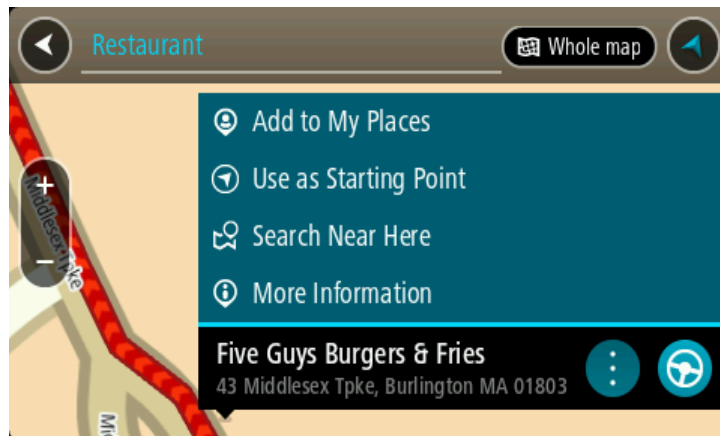 Restaurant
Whole map
Add to My Places
Use as Starting Point
Search Near Here
More Information
+
Middlesex Tpke
−
Five Guys Burgers & Fries
43 Middlesex Tpke, Burlington MA 01803
Mi